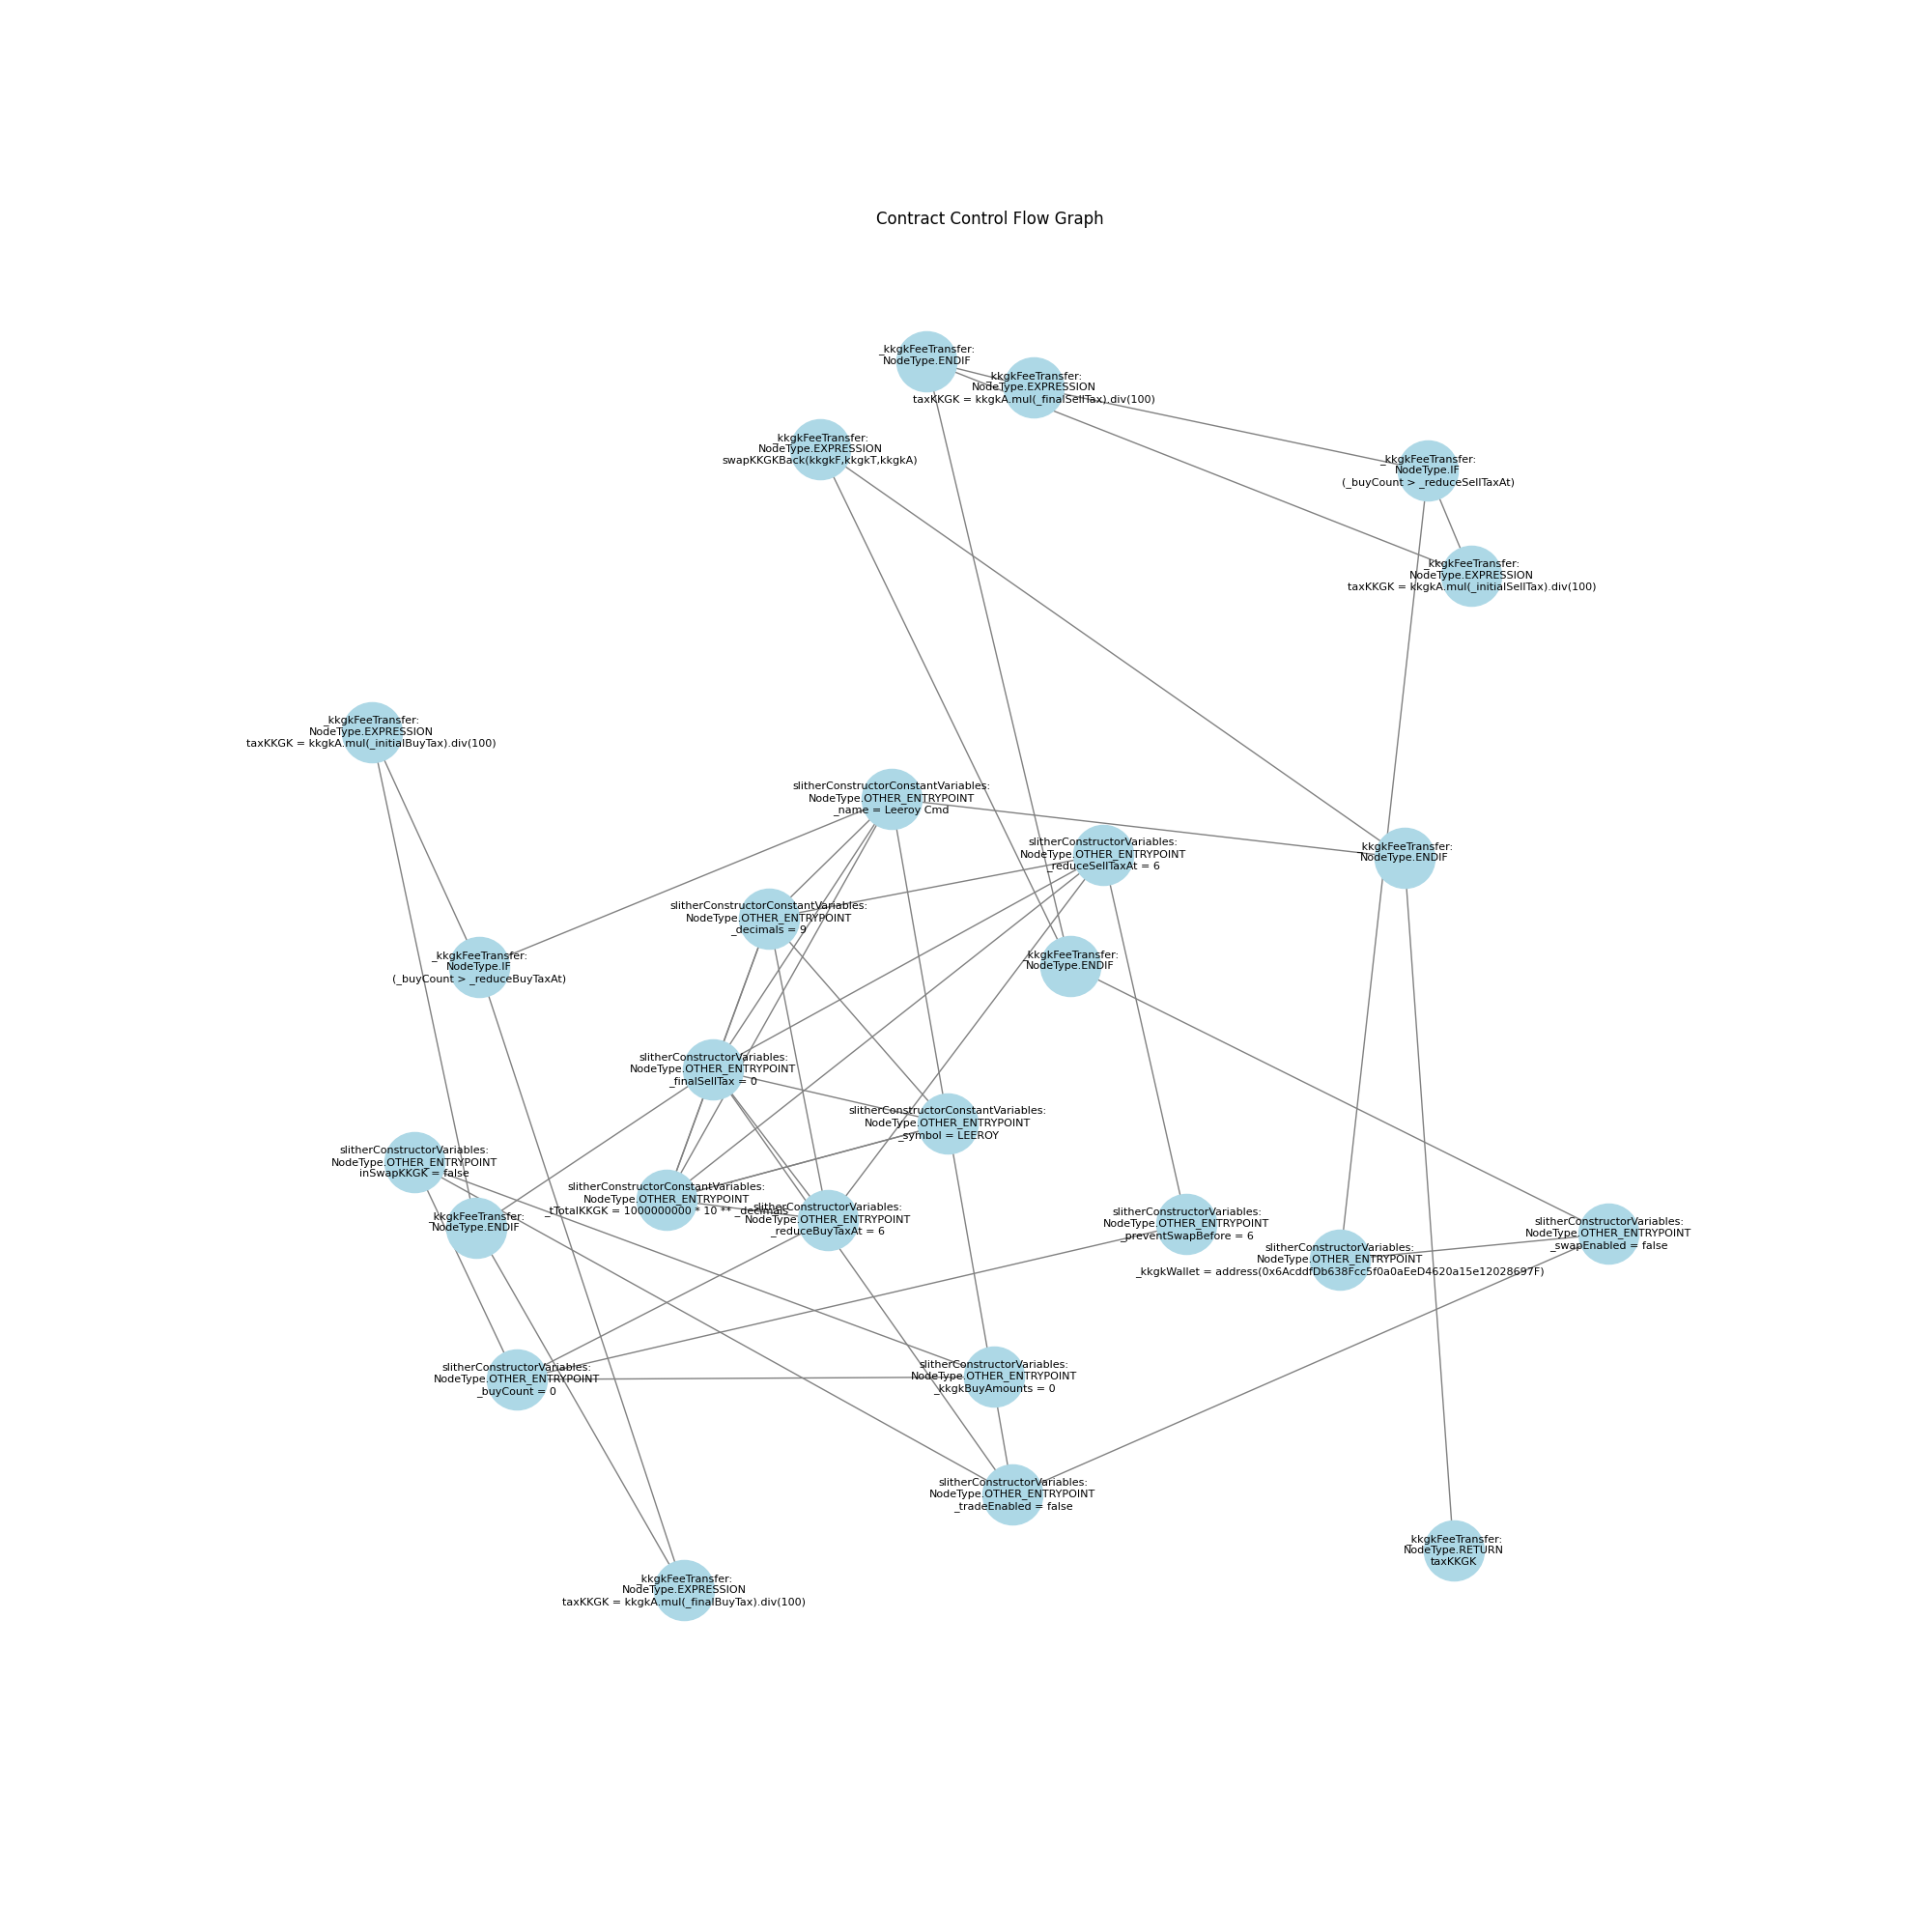 Contract Control Flow Graph
_kkgkFeeTransfer:
NodeType.ENDIF
_kkgkFeeTransfer:
NodeType.EXPRESSION
taxKKGK = kkgkA.mul(_finalSellTax).div(100)
_kkgkFeeTransfer:
NodeType.EXPRESSION
swapKKGKBack(kkgkF,kkgkT,kkgkA)
_kkgkFeeTransfer:
NodeType.IF
(_buyCount > _reduceSellTaxAt)
_kkgkFeeTransfer:
NodeType.EXPRESSION
taxKKGK = kkgkA.mul(_initialSellTax).div(100)
_kkgkFeeTransfer:
NodeType.EXPRESSION
taxKKGK = kkgkA.mul(_initialBuyTax).div(100)
slitherConstructorConstantVariables:
NodeType.OTHER_ENTRYPOINT
_name = Leeroy Cmd
slitherConstructorVariables:
NodeType.OTHER_ENTRYPOINT
_reduceSellTaxAt = 6
_kkgkFeeTransfer:
NodeType.ENDIF
slitherConstructorConstantVariables:
NodeType.OTHER_ENTRYPOINT
_decimals = 9
_kkgkFeeTransfer:
NodeType.IF
(_buyCount > _reduceBuyTaxAt)
_kkgkFeeTransfer:
NodeType.ENDIF
slitherConstructorVariables:
NodeType.OTHER_ENTRYPOINT
_finalSellTax = 0
slitherConstructorConstantVariables:
NodeType.OTHER_ENTRYPOINT
_symbol = LEEROY
slitherConstructorVariables:
NodeType.OTHER_ENTRYPOINT
inSwapKKGK = false
slitherConstructorConstantVariables:
NodeType.OTHER_ENTRYPOINT
_tTotalKKGK = 1000000000 * 10 ** _decimals
slitherConstructorVariables:
NodeType.OTHER_ENTRYPOINT
_reduceBuyTaxAt = 6
_kkgkFeeTransfer:
NodeType.ENDIF
slitherConstructorVariables:
NodeType.OTHER_ENTRYPOINT
_preventSwapBefore = 6
slitherConstructorVariables:
NodeType.OTHER_ENTRYPOINT
_kkgkWallet = address(0x6AcddfDb638Fcc5f0a0aEeD4620a15e12028697F)
slitherConstructorVariables:
NodeType.OTHER_ENTRYPOINT
_swapEnabled = false
slitherConstructorVariables:
NodeType.OTHER_ENTRYPOINT
_buyCount = 0
slitherConstructorVariables:
NodeType.OTHER_ENTRYPOINT
_kkgkBuyAmounts = 0
slitherConstructorVariables:
NodeType.OTHER_ENTRYPOINT
_tradeEnabled = false
_kkgkFeeTransfer:
NodeType.RETURN
taxKKGK
_kkgkFeeTransfer:
NodeType.EXPRESSION
taxKKGK = kkgkA.mul(_finalBuyTax).div(100)